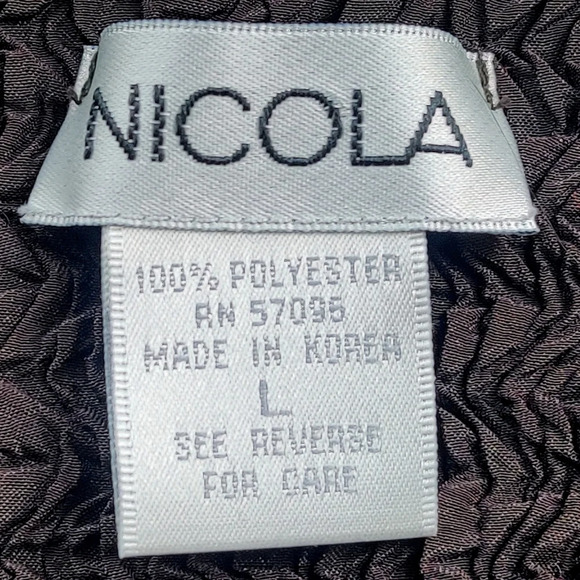 NICOLA
100% POLYESTER
RN 57095
MADE IN KOREA
L
SEE REVERSE
FOR CARE